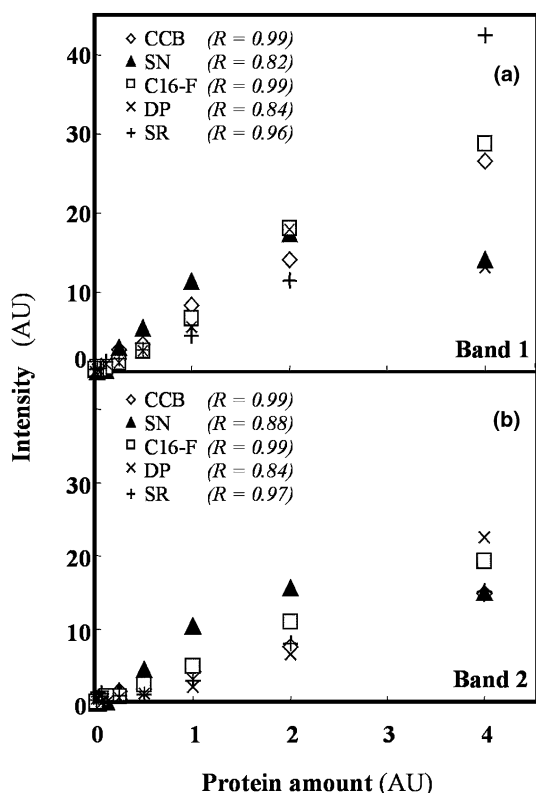 40
30
20
10
0
CCB (R = 0.99)
SN (R = 0.82)
C16-F (R = 0.99)
DP (R = 0.84)
SR (R = 0.96)
(a)
Band 1
Intensity (AU)
30
20
10
0
CCB (R = 0.99)
SN (R = 0.88)
C16-F (R = 0.99)
DP (R = 0.84)
SR (R = 0.97)
(b)
Band 2
0 1 2 3 4
Protein amount (AU)